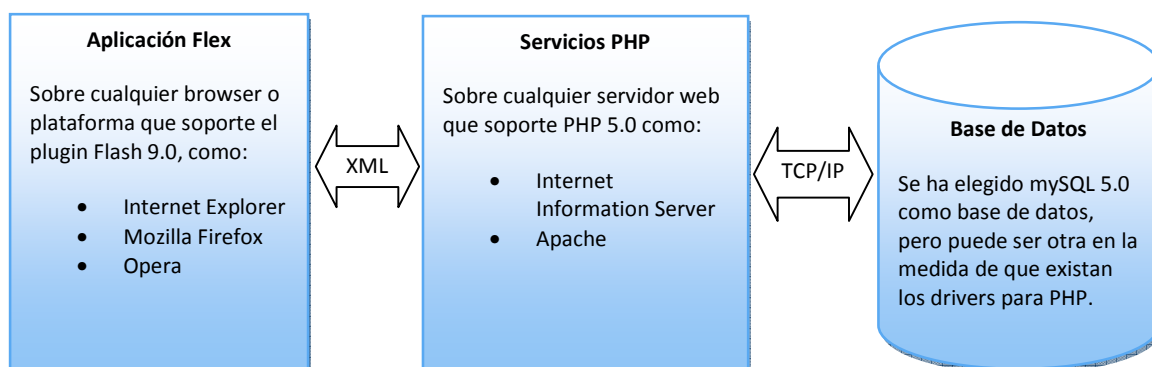 Aplicación Flex
Sobre cualquier browser o
plataforma que soporte el
plugin Flash 9.0, como:
• Internet Explorer
• Mozilla Firefox
• Opera
XML
Servicios PHP
Sobre cualquier servidor web
que soporte PHP 5.0 como:
• Internet
Information Server
• Apache
TCP/IP
Base de Datos
Se ha elegido mySQL 5.0
como base de datos,
pero puede ser otra en la
medida de que existan
los drivers para PHP.